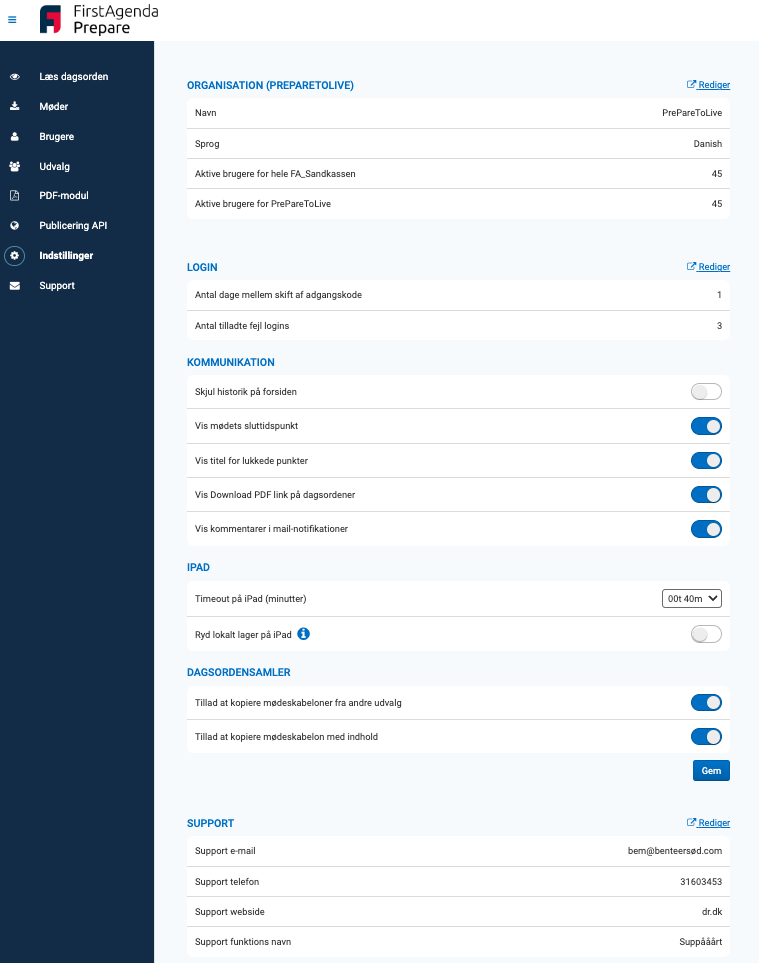 FirstAgenda
Prepare
Læs dagsorden
Møder
Brugere
Udvalg
PDF-modul
Publicering API
Indstillinger
Support
ORGANISATION (PREPARETOLIVE) Rediger
Navn PrePareToLive
Sprog Danish
Aktive brugere for hele FA_Sandkassen 45
Aktive brugere for PrePareToLive 45
LOGIN Rediger
Antal dage mellem skift af adgangskode 1
Antal tilladte fejl logins 3
KOMMUNIKATION
Skjul historik på forsiden
Vis mødets sluttidspunkt
Vis titel for lukkede punkter
Vis Download PDF link på dagsordener
Vis kommentarer i mail-notifikationer
IPAD
Timeout på iPad (minutter) 00t 40m
Ryd lokalt lager på iPad
DAGSORDENSAMLER
Tillad at kopiere mødeskabeloner fra andre udvalg
Tillad at kopiere mødeskabelon med indhold
Gem
SUPPORT Rediger
Support e-mail bem@benteersød.com
Support telefon 31603453
Support webside dr.dk
Support funktions navn Suppååårt